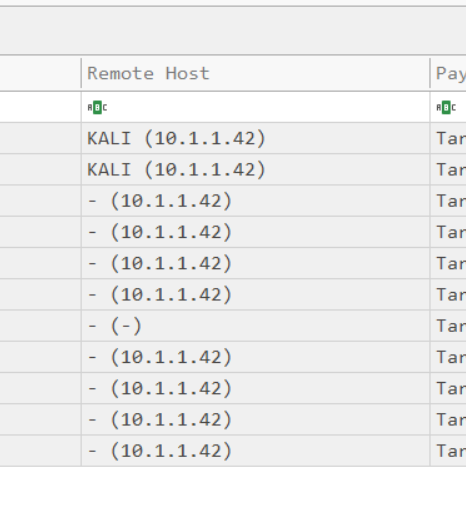 Remote Host Pay
ABC ABC
KALI (10.1.1.42) Tar
KALI (10.1.1.42) Tar
- (10.1.1.42) Tar
- (10.1.1.42) Tar
- (10.1.1.42) Tar
- (10.1.1.42) Tar
- (-) Tar
- (10.1.1.42) Tar
- (10.1.1.42) Tar
- (10.1.1.42) Tar
- (10.1.1.42) Tar